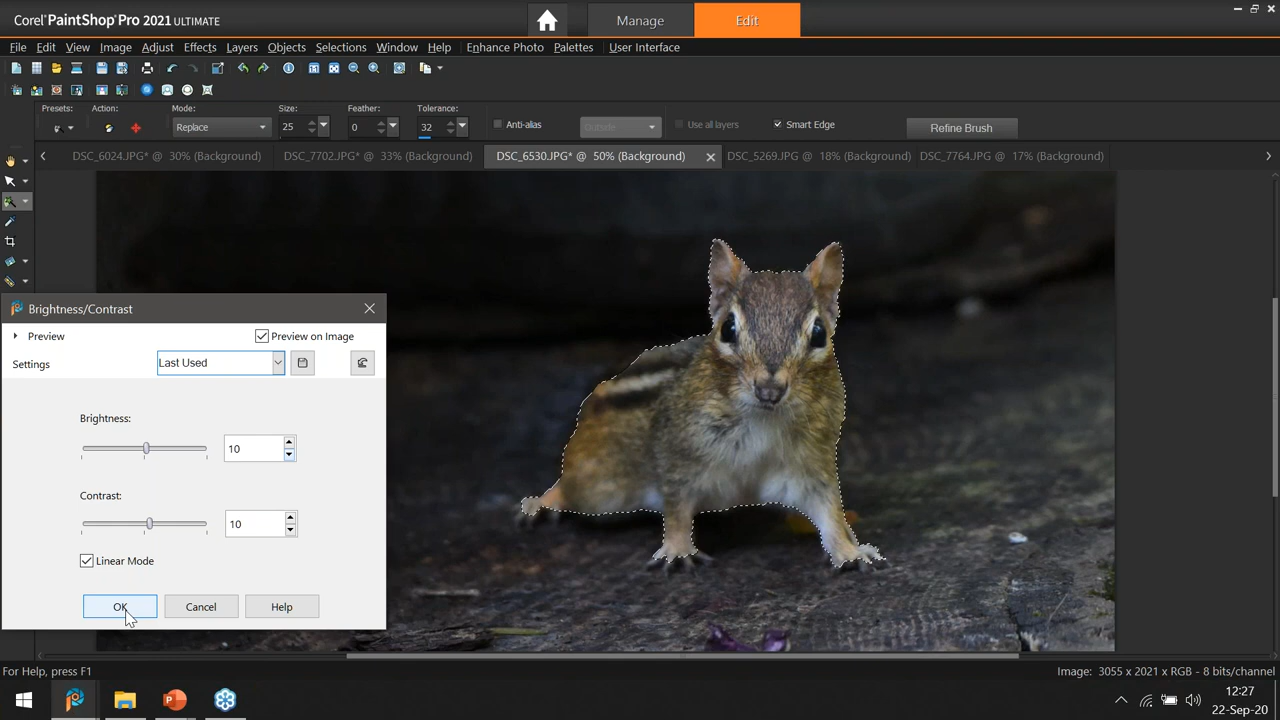 Corel® PaintShop® Pro 2021 ULTIMATE
Manage
Edit
File Edit View Image Adjust Effects Layers Objects Selections Window Help Enhance Photo Palettes User Interface
Presets: Action: Mode: Size: Feather: Tolerance:
Replace 25 0 32 Anti-alias Outside Use all layers Smart Edge Refine Brush
DSC_6024.JPG* @ 30% (Background) DSC_7702.JPG* @ 33% (Background) DSC_6530.JPG* @ 50% (Background) DSC_5269.JPG @ 18% (Background) DSC_7764.JPG @ 17% (Background)
Brightness/Contrast
Preview Preview on Image
Settings Last Used
Brightness:
10
Contrast:
10
Linear Mode
OK Cancel Help
For Help, press F1 Image: 3055 x 2021 x RGB - 8 bits/channel
12:27
22-Sep-20